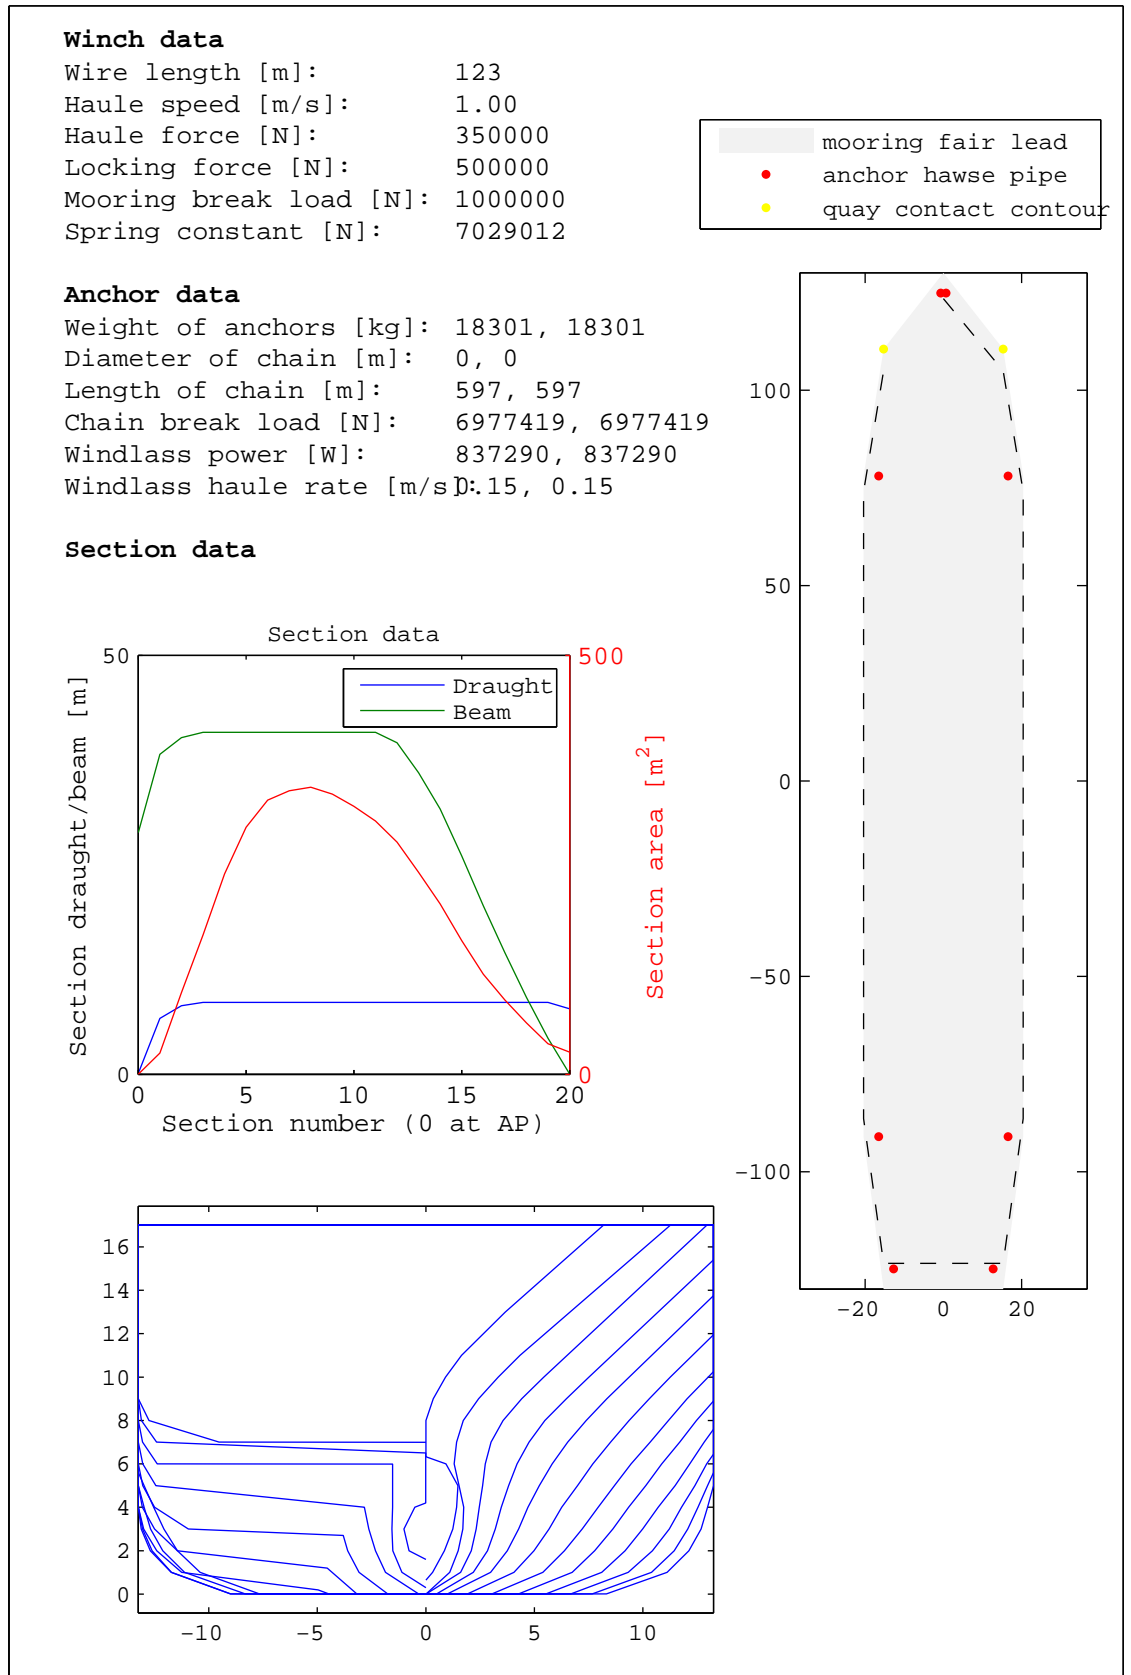 Winch data
Wire length [m]: 123
Haule speed [m/s]: 1.00
Haule force [N]: 350000
Locking force [N]: 500000
Mooring break load [N]: 1000000
Spring constant [N]: 7029012
Anchor data
Weight of anchors [kg]: 18301, 18301
Diameter of chain [m]: 0, 0
Length of chain [m]: 597, 597
Chain break load [N]: 6977419, 6977419
Windlass power [W]: 837290, 837290
Windlass haule rate [m/s]: 0.15, 0.15
Section data
mooring fair lead
anchor hawse pipe
quay contact contour
100
50
0
−50
−100
−20 0 20
Section data
Draught
Beam
50
0
500
0
Section draught/beam [m]
Section area [m²]
0 5 10 15 20
Section number (0 at AP)
16
14
12
10
8
6
4
2
0
−10 −5 0 5 10